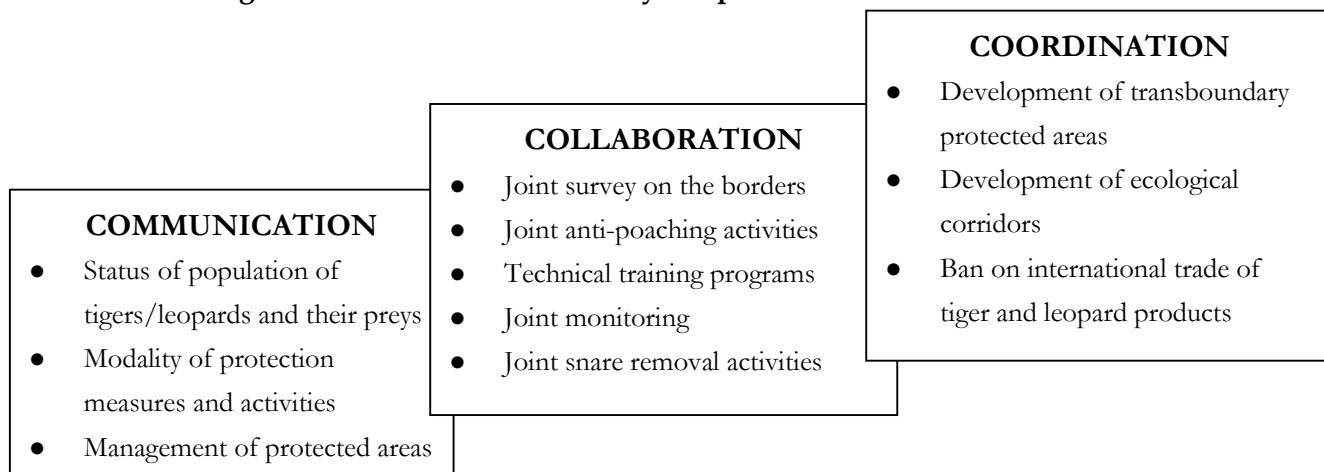 COMMUNICATION
● Status of population of
tigers/leopards and their preys
● Modality of protection
measures and activities
● Management of protected areas
COLLABORATION
● Joint survey on the borders
● Joint anti-poaching activities
● Technical training programs
● Joint monitoring
● Joint snare removal activities
COORDINATION
● Development of transboundary
protected areas
● Development of ecological
corridors
● Ban on international trade of
tiger and leopard products